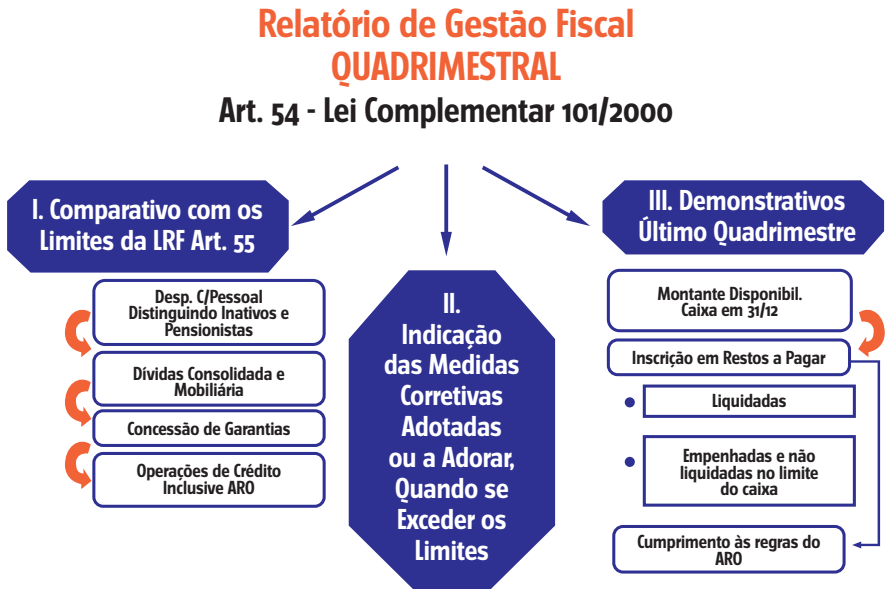 Relatório de Gestão Fiscal
QUADRIMESTRAL
Art. 54 - Lei Complementar 101/2000
I. Comparativo com os
Limites da LRF Art. 55
Desp. C/Pessoal
Distinguindo Inativos e
Pensionistas
Dívidas Consolidada e
Mobiliária
Concessão de Garantias
Operações de Crédito
Inclusive ARO
II.
Indicação
das Medidas
Corretivas
Adotadas
ou a Adorar,
Quando se
Exceder os
Limites
III. Demonstrativos
Último Quadrimestre
Montante Disponibil.
Caixa em 31/12
Inscrição em Restos a Pagar
Liquidadas
Empenhadas e não
liquidadas no limite
do caixa
Cumprimento às regras do
ARO